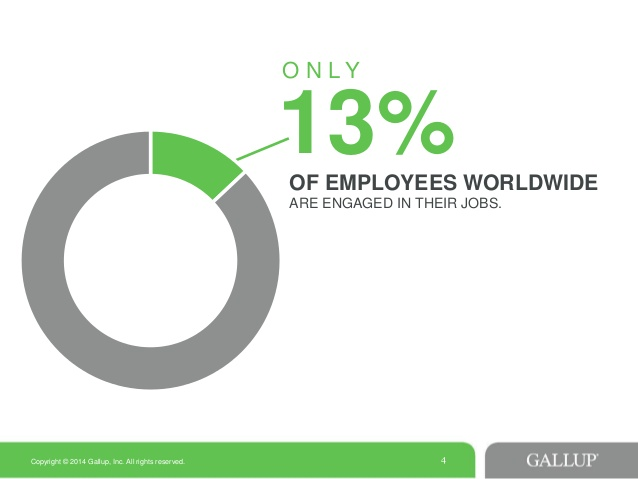 ONLY
13%
OF EMPLOYEES WORLDWIDE
ARE ENGAGED IN THEIR JOBS.
Copyright © 2014 Gallup, Inc. All rights reserved.
4
GALLUP®